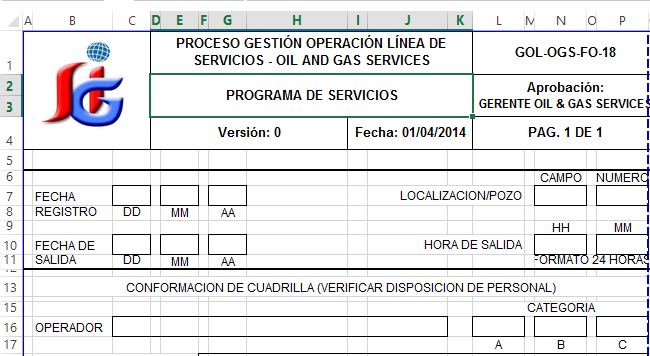 A B C D E F G H I J K L M N O P
1
PROCESO GESTIÓN OPERACIÓN LÍNEA DE
SERVICIOS - OIL AND GAS SERVICES
GOL-OGS-FO-18
2
3
PROGRAMA DE SERVICIOS
Aprobación:
GERENTE OIL & GAS SERVICES
4
Versión: 0
Fecha: 01/04/2014
PAG. 1 DE 1
5
6
CAMPO NUMERO
7
FECHA
LOCALIZACION/POZO
8
REGISTRO DD MM AA
9
HH MM
10
FECHA DE
HORA DE SALIDA
11
SALIDA DD MM AA
FORMATO 24 HORAS
13
CONFORMACION DE CUADRILLA (VERIFICAR DISPOSICION DE PERSONAL)
15
CATEGORIA
16
OPERADOR
17
A B C